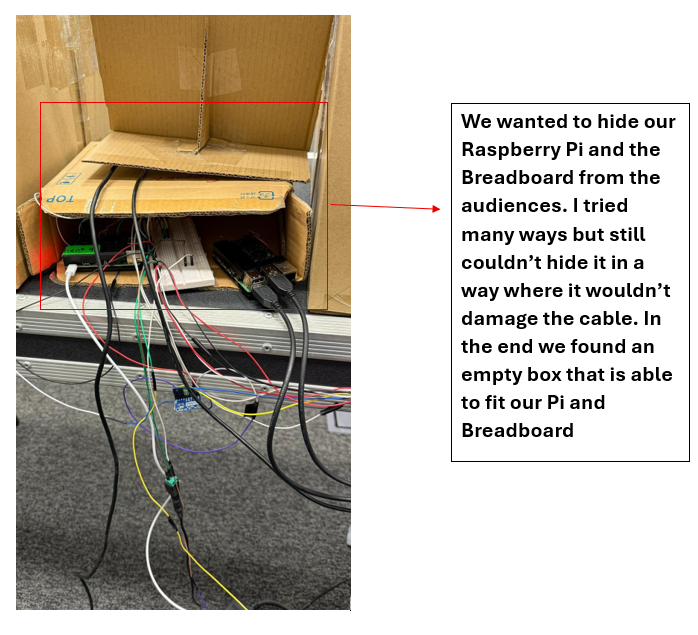 We wanted to hide our
Raspberry Pi and the
Breadboard from the
audiences. I tried
many ways but still
couldn’t hide it in a
way where it wouldn’t
damage the cable. In
the end we found an
empty box that is able
to fit our Pi and
Breadboard
TOP